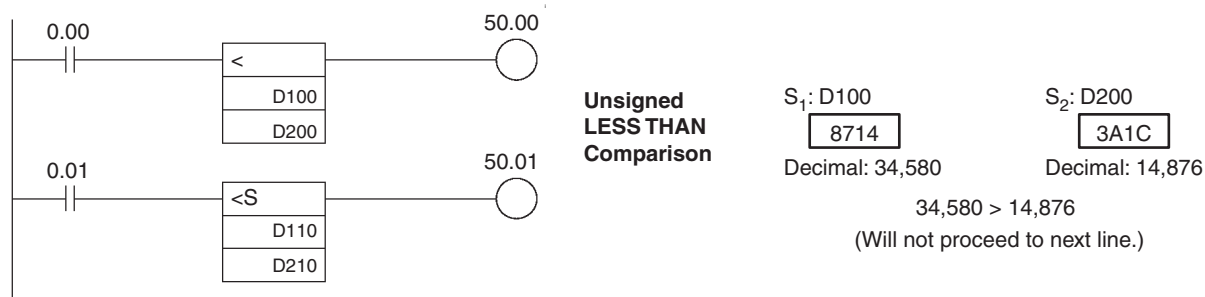 0.00
50.00
<
D100
D200
0.01
50.01
<S
D110
D210
Unsigned
LESS THAN
Comparison
S1: D100
S2: D200
8714
3A1C
Decimal: 34,580
Decimal: 14,876
34,580 > 14,876
(Will not proceed to next line.)